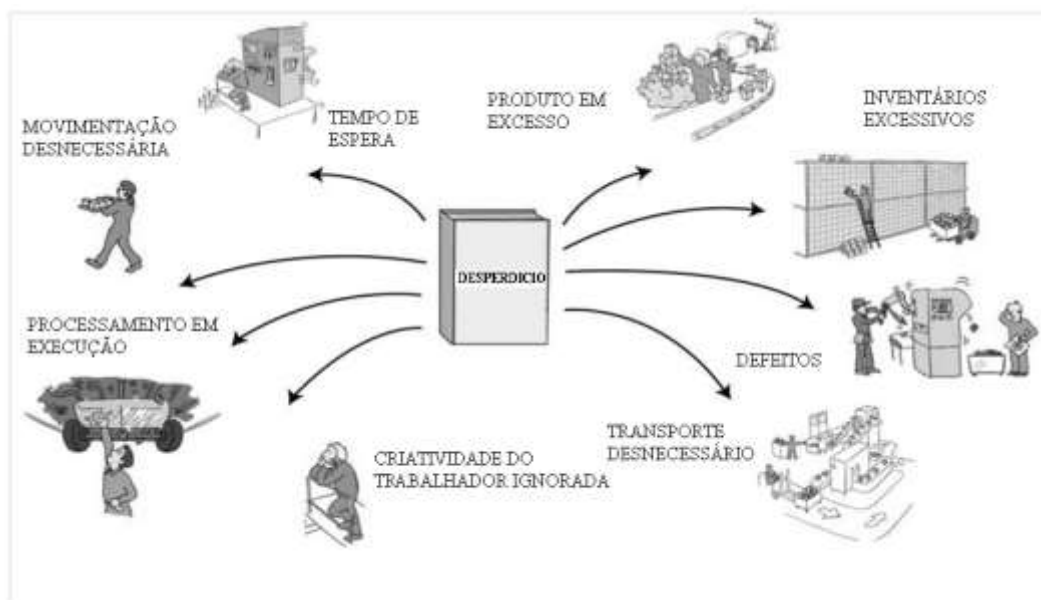 TEMPO DE
ESPERA
PRODUTO EM
EXCESSO
INVENTÁRIOS
EXCESSIVOS
MOVIMENTAÇÃO
DESNECESSÁRIA
DESPERDICIO
PROCESSAMENTO EM
EXECUÇÃO
DEFEITOS
CRIATIVIDADE DO
TRABALHADOR IGNORADA
TRANSPORTE
DESNECESSÁRIO